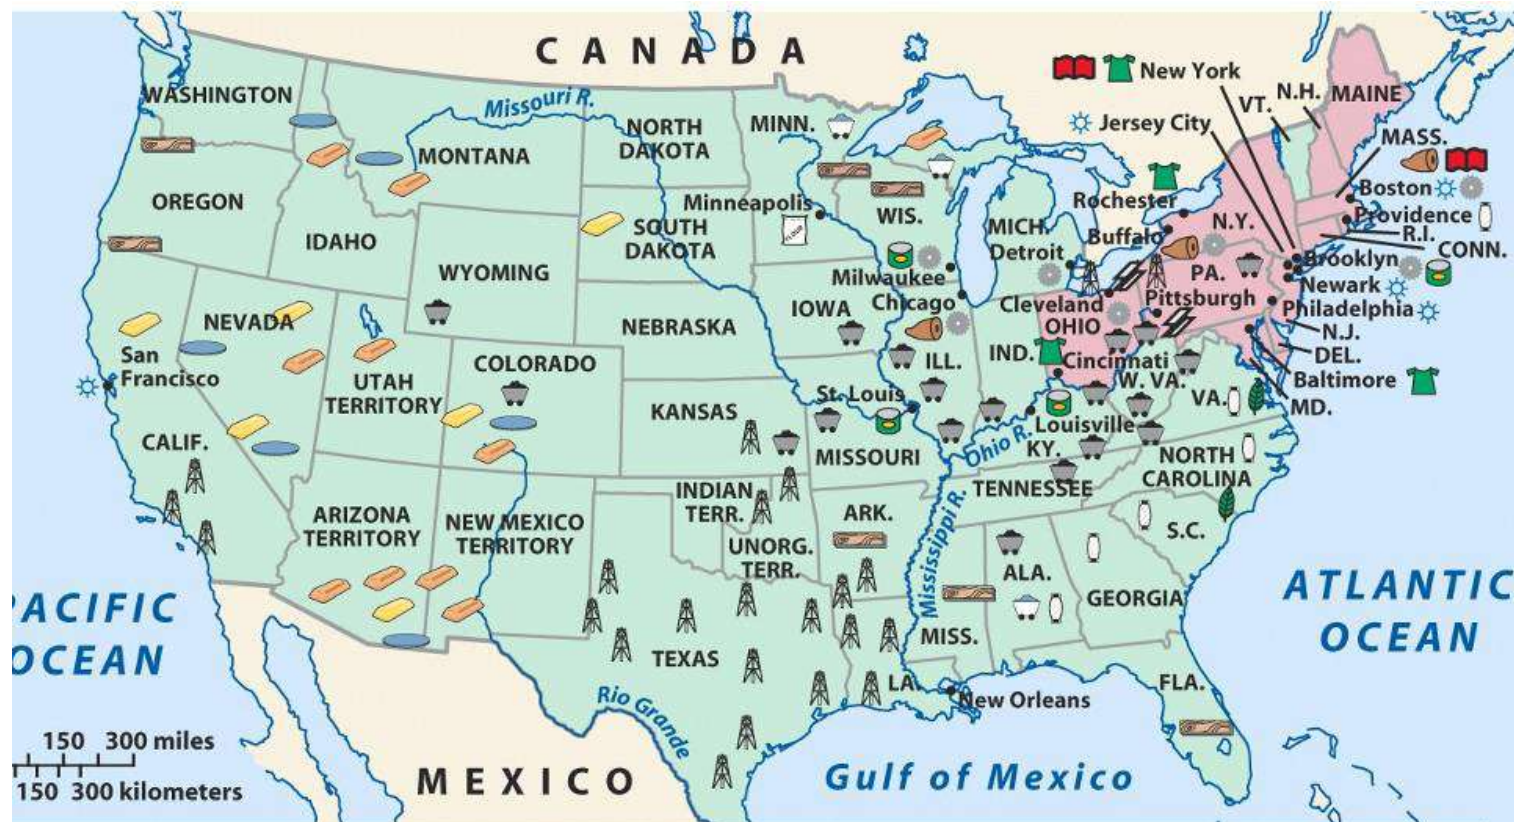 CANADA
New York
WASHINGTON
Missouri R.
VT.
N.H.
MAINE
MINN.
NORTH
DAKOTA
Jersey City
MASS.
MONTANA
OREGON
Minneapolis
FLOUR
SOUTH
DAKOTA
WIS.
Rochester
Boston
Providence
N.Y.
R.I.
MICH.
Buffalo
IDAHO
Detroit
CONN.
Brooklyn
WYOMING
Milwaukee
PA.
Newark
Chicago
Cleveland
Pittsburgh
IOWA
Philadelphia
NEVADA
NEBRASKA
OHIO
N.J.
San
Francisco
COLORADO
ILL.
IND.
Cincinnati
DEL.
UTAH
TERRITORY
W. VA.
Baltimore
St. Louis
VA.
MD.
KANSAS
CALIF.
Louisville
Ohio R.
KY.
MISSOURI
NORTH
CAROLINA
INDIAN
TERR.
TENNESSEE
ARIZONA
TERRITORY
NEW MEXICO
TERRITORY
ARK.
Mississippi R.
S.C.
UNORG.
TERR.
ALA.
GEORGIA
ATLANTIC
OCEAN
PACIFIC
OCEAN
MISS.
TEXAS
LA.
New Orleans
FLA.
Rio Grande
150 300 miles
150 300 kilometers
MEXICO
Gulf of Mexico